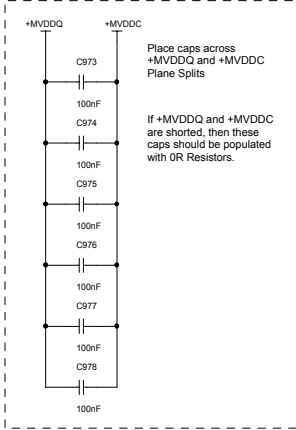 +MVDDQ +MVDDC
Place caps across
+MVDDQ and +MVDDC
Plane Splits
C973
100nF
C974
If +MVDDQ and +MVDDC
are shorted, then these
caps should be populated
with 0R Resistors.
100nF
C975
100nF
C976
100nF
C977
100nF
C978
100nF